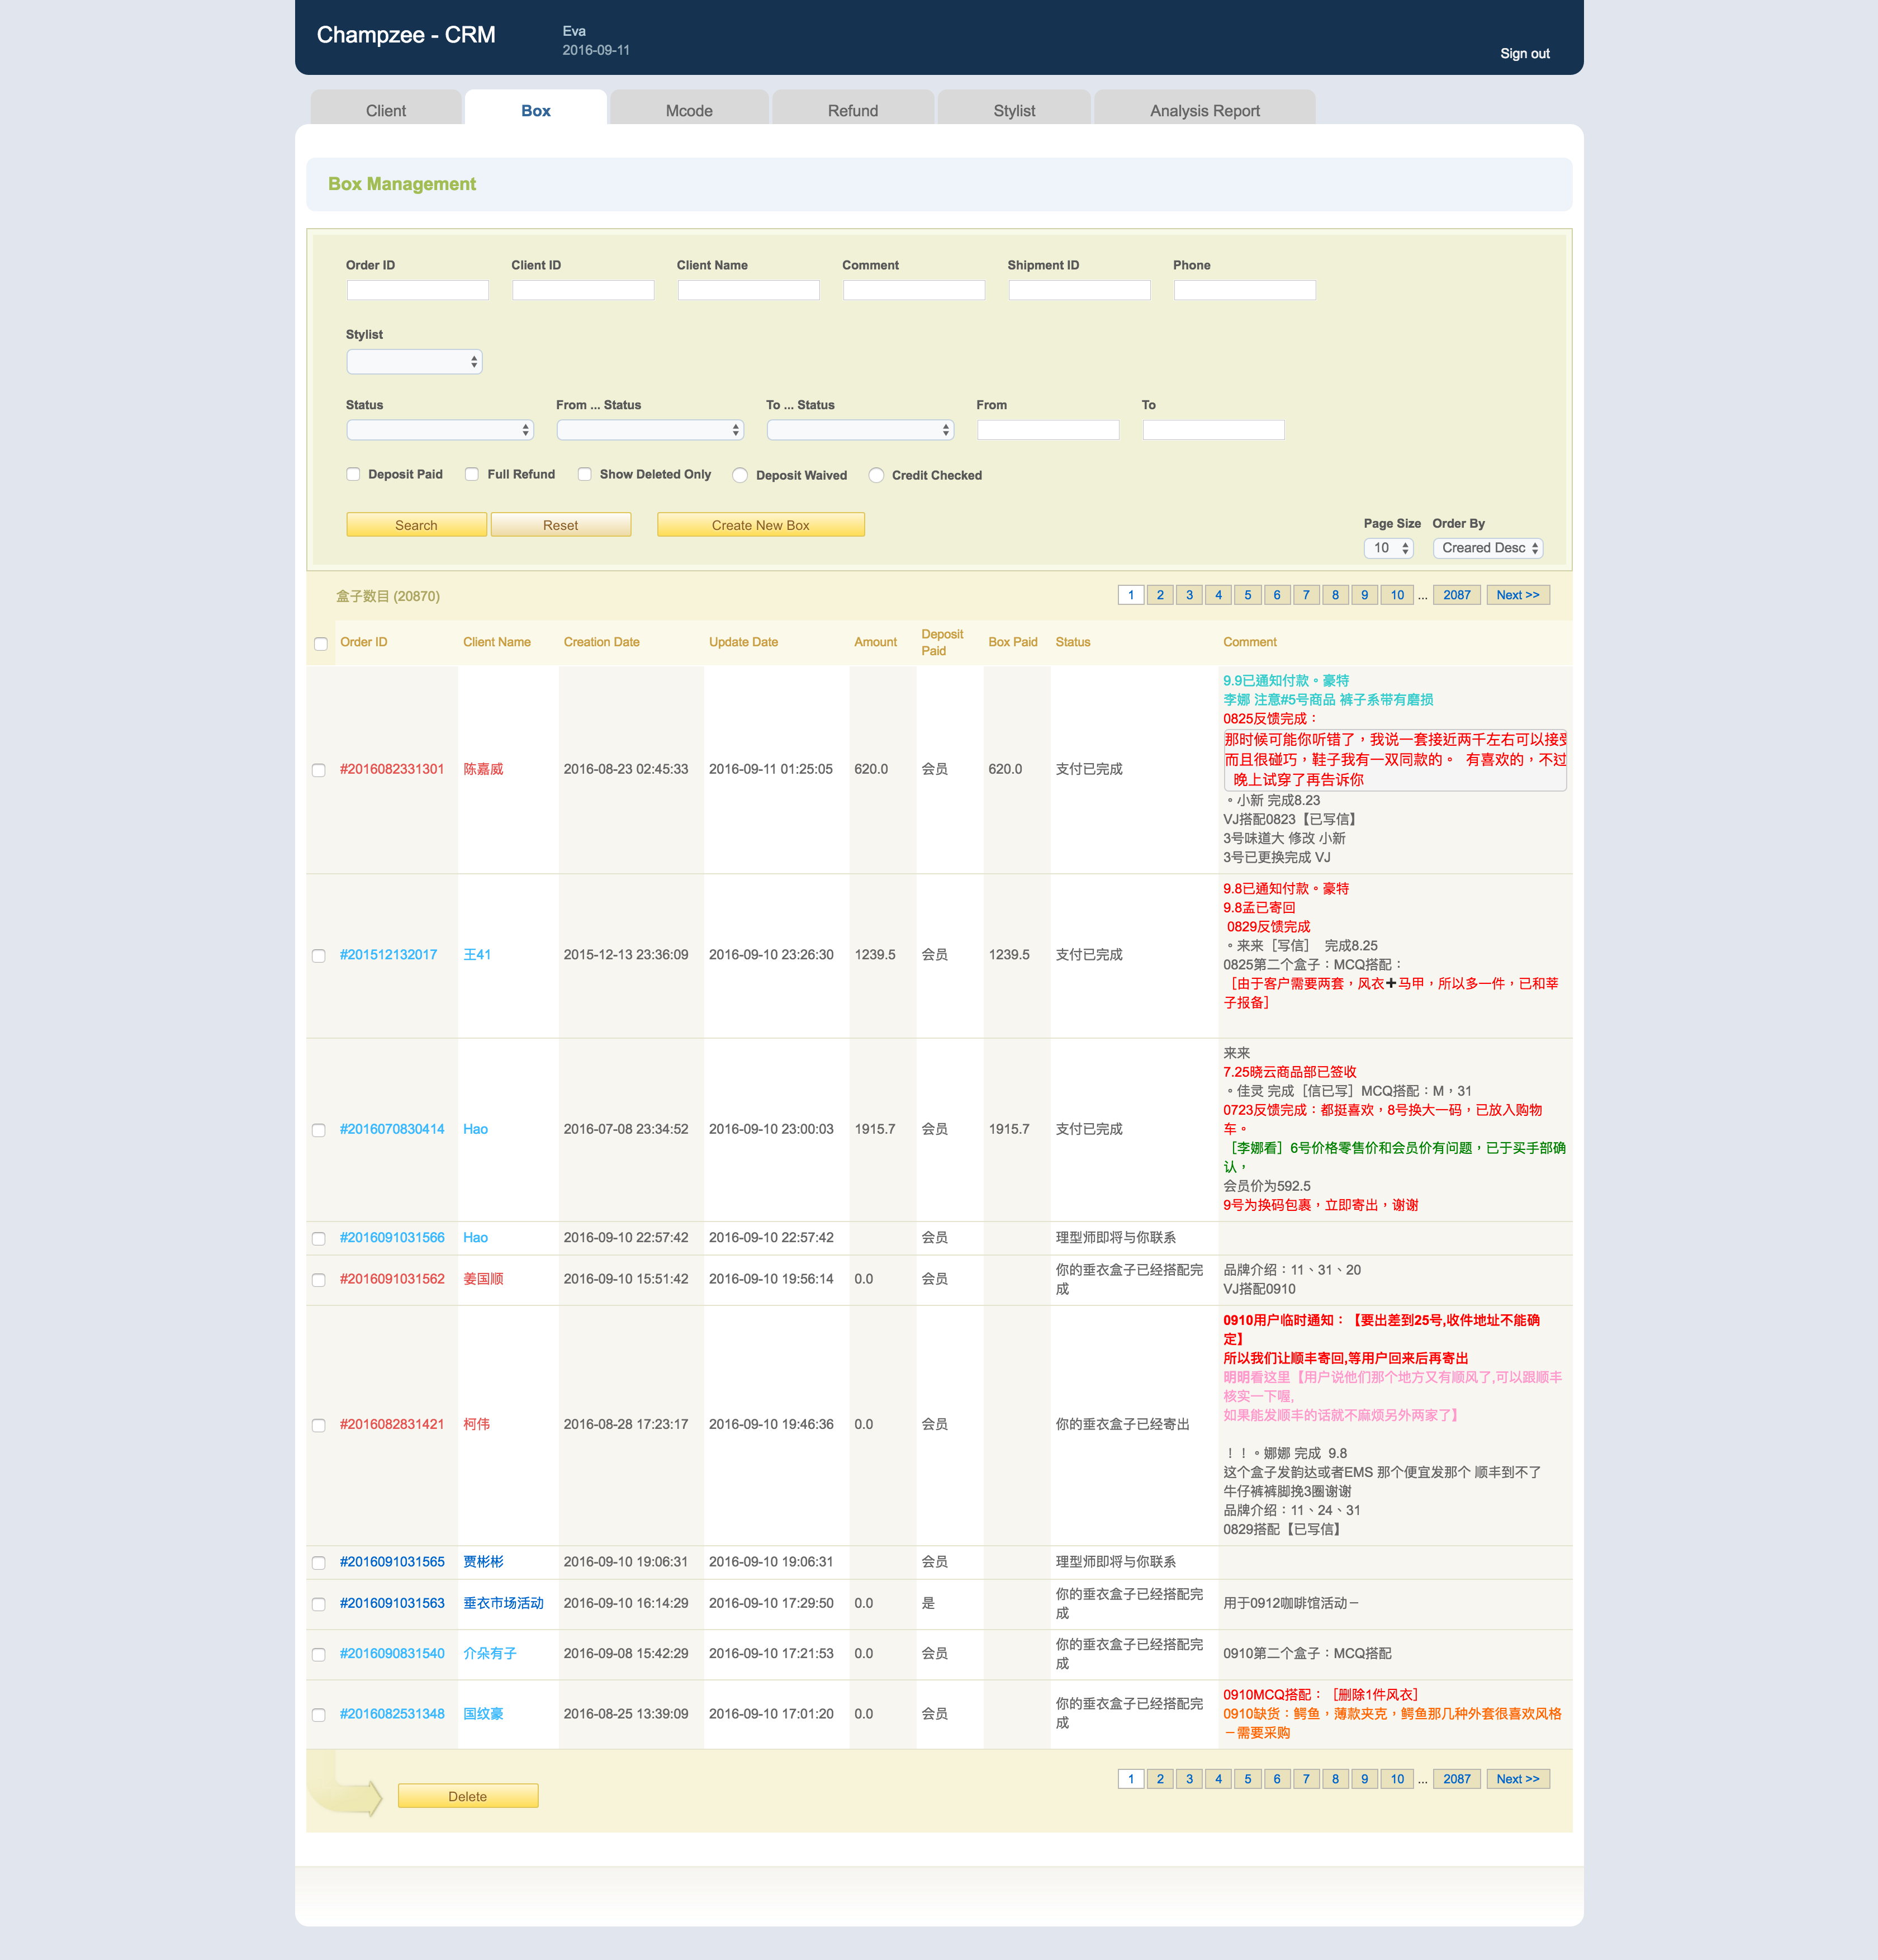 Champzee - CRM
Eva
2016-09-11
Sign out
Client Box Mcode Refund Stylist Analysis Report
Box Management
Order ID Client ID Client Name Comment Shipment ID Phone
Stylist
Status From ... Status To ... Status From To
Deposit Paid Full Refund Show Deleted Only Deposit Waived Credit Checked
Search Reset Create New Box
Page Size Order By
10 Creared Desc
盒子数目 (20870)
1 2 3 4 5 6 7 8 9 10 ... 2087 Next >>
Order ID Client Name Creation Date Update Date Amount Deposit Paid Box Paid Status Comment
#2016082331301 陈嘉威 2016-08-23 02:45:33 2016-09-11 01:25:05 620.0 会员 620.0 支付已完成
9.9已通知付款。豪特
李娜 注意#5号商品 裤子系带有磨损
0825反馈完成：
那时候可能你听错了，我说一套接近两千左右可以接受
而且很碰巧，鞋子我有一双同款的。 有喜欢的，不过
晚上试穿了再告诉你
。小新 完成8.23
VJ搭配0823【已写信】
3号味道大 修改 小新
3号已更换完成 VJ
#201512132017 王41 2015-12-13 23:36:09 2016-09-10 23:26:30 1239.5 会员 1239.5 支付已完成
9.8已通知付款。豪特
9.8孟已寄回
0829反馈完成
。来来［写信］ 完成8.25
0825第二个盒子：MCQ搭配：
［由于客户需要两套，风衣➕马甲，所以多一件，已和莘
子报备］
#2016070830414 Hao 2016-07-08 23:34:52 2016-09-10 23:00:03 1915.7 会员 1915.7 支付已完成
来来
7.25晓云商品部已签收
。佳灵 完成［信已写］MCQ搭配：M，31
0723反馈完成：都挺喜欢，8号换大一码，已放入购物
车。
［李娜看］6号价格零售价和会员价有问题，已于买手部确
认，
会员价为592.5
9号为换码包裹，立即寄出，谢谢
#2016091031566 Hao 2016-09-10 22:57:42 2016-09-10 22:57:42 会员 理型师即将与你联系
#2016091031562 姜国顺 2016-09-10 15:51:42 2016-09-10 19:56:14 0.0 会员
你的垂衣盒子已经搭配完
成
品牌介绍：11、31、20
VJ搭配0910
#2016082831421 柯伟 2016-08-28 17:23:17 2016-09-10 19:46:36 0.0 会员 你的垂衣盒子已经寄出
0910用户临时通知：【要出差到25号,收件地址不能确
定】
所以我们让顺丰寄回,等用户回来后再寄出
明明看这里【用户说他们那个地方又有顺风了,可以跟顺丰
核实一下喔,
如果能发顺丰的话就不麻烦另外两家了】
！！。娜娜 完成 9.8
这个盒子发韵达或者EMS 那个便宜发那个 顺丰到不了
牛仔裤裤脚挽3圈谢谢
品牌介绍：11、24、31
0829搭配【已写信】
#2016091031565 贾彬彬 2016-09-10 19:06:31 2016-09-10 19:06:31 会员 理型师即将与你联系
#2016091031563 垂衣市场活动 2016-09-10 16:14:29 2016-09-10 17:29:50 0.0 是
你的垂衣盒子已经搭配完
成
用于0912咖啡馆活动－
#2016090831540 介朵有子 2016-09-08 15:42:29 2016-09-10 17:21:53 0.0 会员
你的垂衣盒子已经搭配完
成
0910第二个盒子：MCQ搭配
#2016082531348 国纹豪 2016-08-25 13:39:09 2016-09-10 17:01:20 0.0 会员
你的垂衣盒子已经搭配完
成
0910MCQ搭配：［删除1件风衣］
0910缺货：鳄鱼，薄款夹克，鳄鱼那几种外套很喜欢风格
－需要采购
Delete
1 2 3 4 5 6 7 8 9 10 ... 2087 Next >>